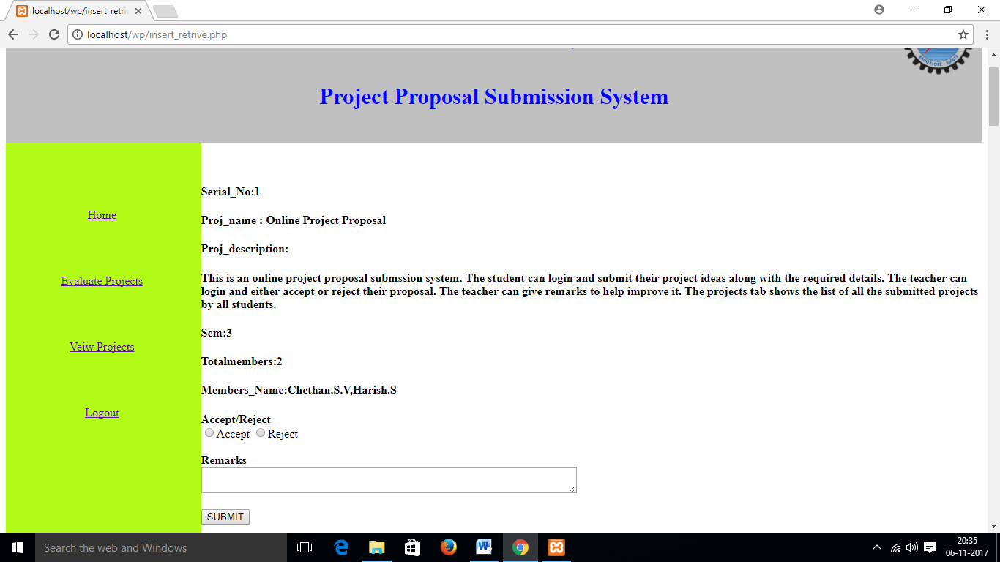 localhost/wp/insert_retriv
localhost/wp/insert_retrive.php
BANGALORE - 560019
Project Proposal Submission System
Home
Evaluate Projects
Veiw Projects
Logout
Serial_No:1
Proj_name : Online Project Proposal
Proj_description:
This is an online project proposal submssion system. The student can login and submit their project ideas along with the required details. The teacher can
login and either accept or reject their proposal. The teacher can give remarks to help improve it. The projects tab shows the list of all the submitted projects
by all students.
Sem:3
Totalmembers:2
Members_Name:Chethan.S.V,Harish.S
Accept/Reject
Accept Reject
Remarks
SUBMIT
Search the web and Windows
20:35
06-11-2017